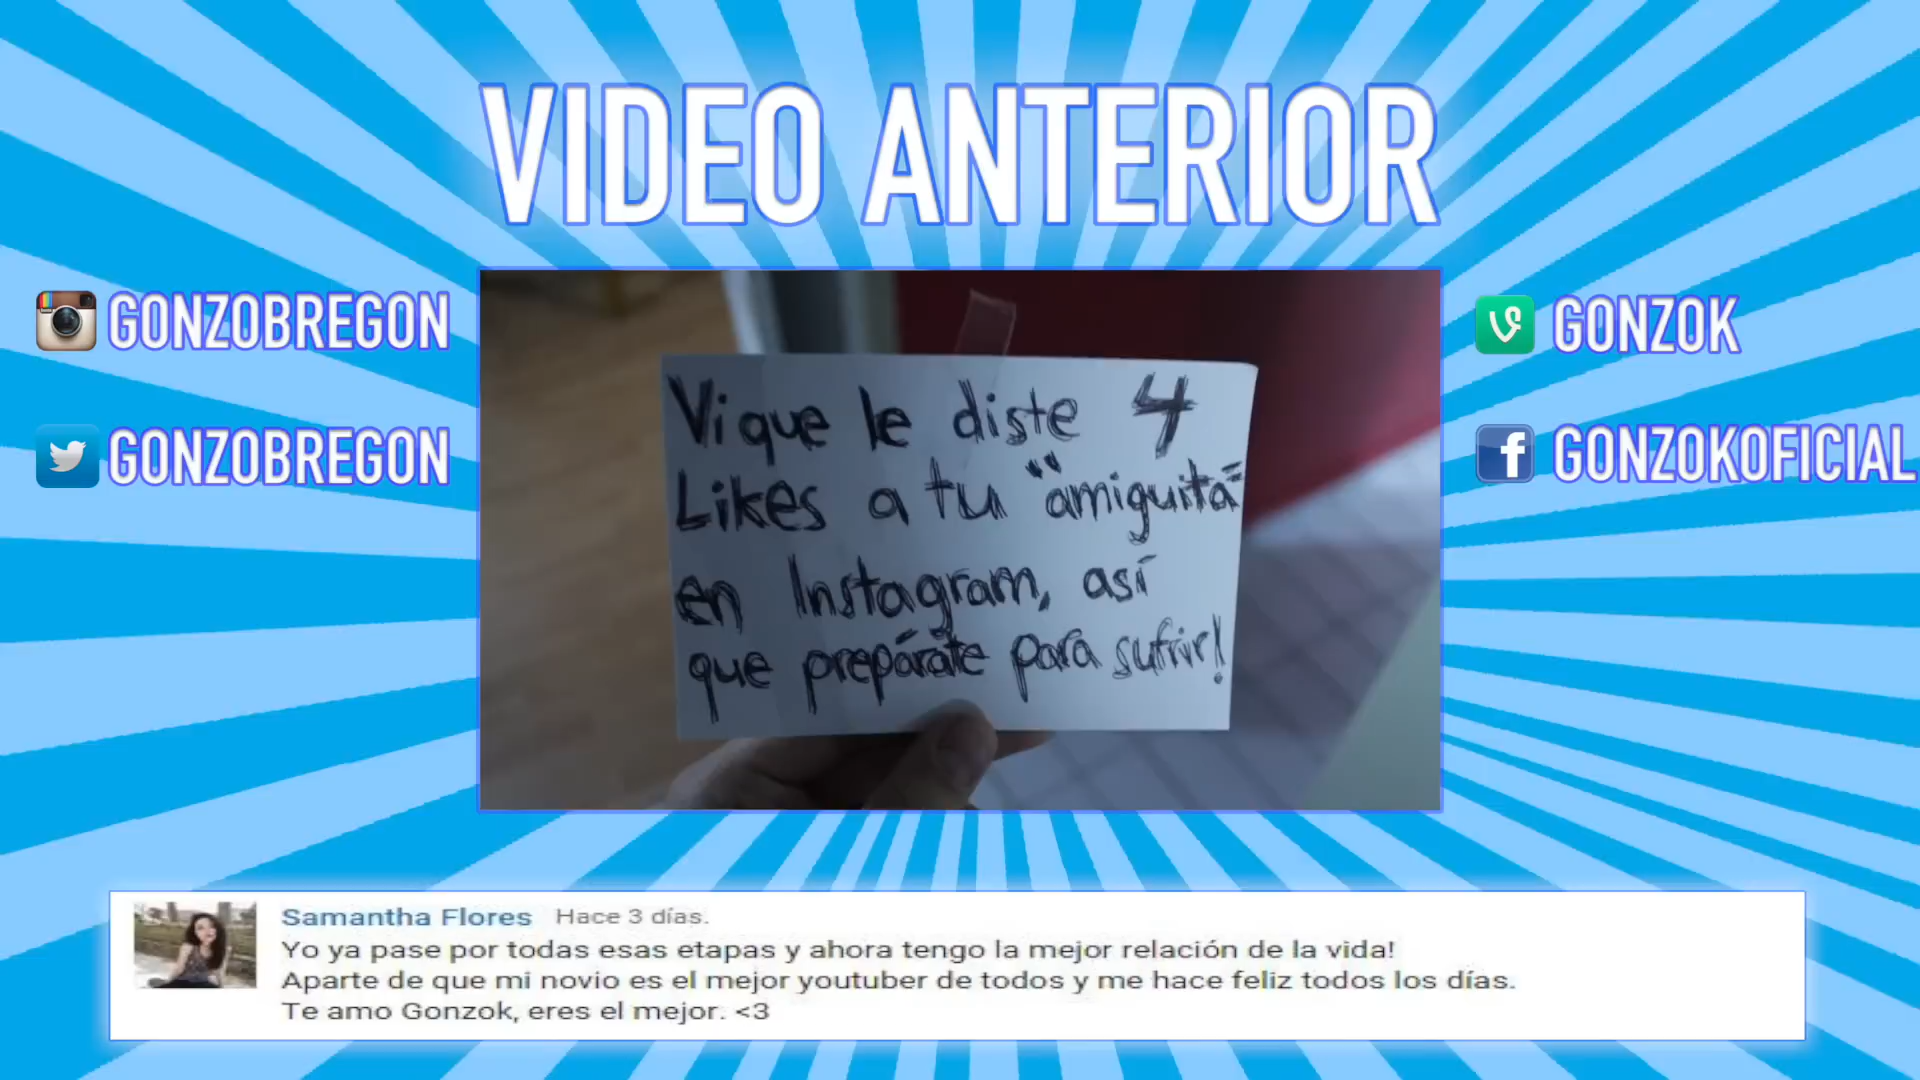 VIDEO ANTERIOR
GONZOBREGON
GONZOBREGON
Vi que le diste 4
Likes a tu "amiguita"
en Instagram, así
que prepárate para sufrir!
GONZOK
GONZOKOFICIAL
Samantha Flores Hace 3 días.
Yo ya pase por todas esas etapas y ahora tengo la mejor relación de la vida!
Aparte de que mi novio es el mejor youtuber de todos y me hace feliz todos los días.
Te amo Gonzok, eres el mejor. <3